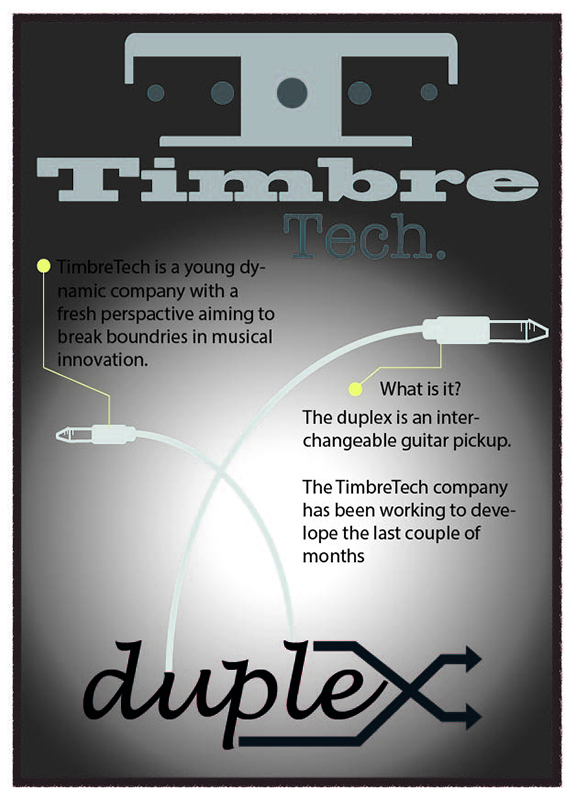 Timbre
Tech.
TimbreTech is a young dy-
namic company with a
fresh perspactive aiming to
break boundries in musical
innovation.
What is it?
The duplex is an inter-
changeable guitar pickup.
The TimbreTech company
has been working to deve-
lope the last couple of
months
duplex